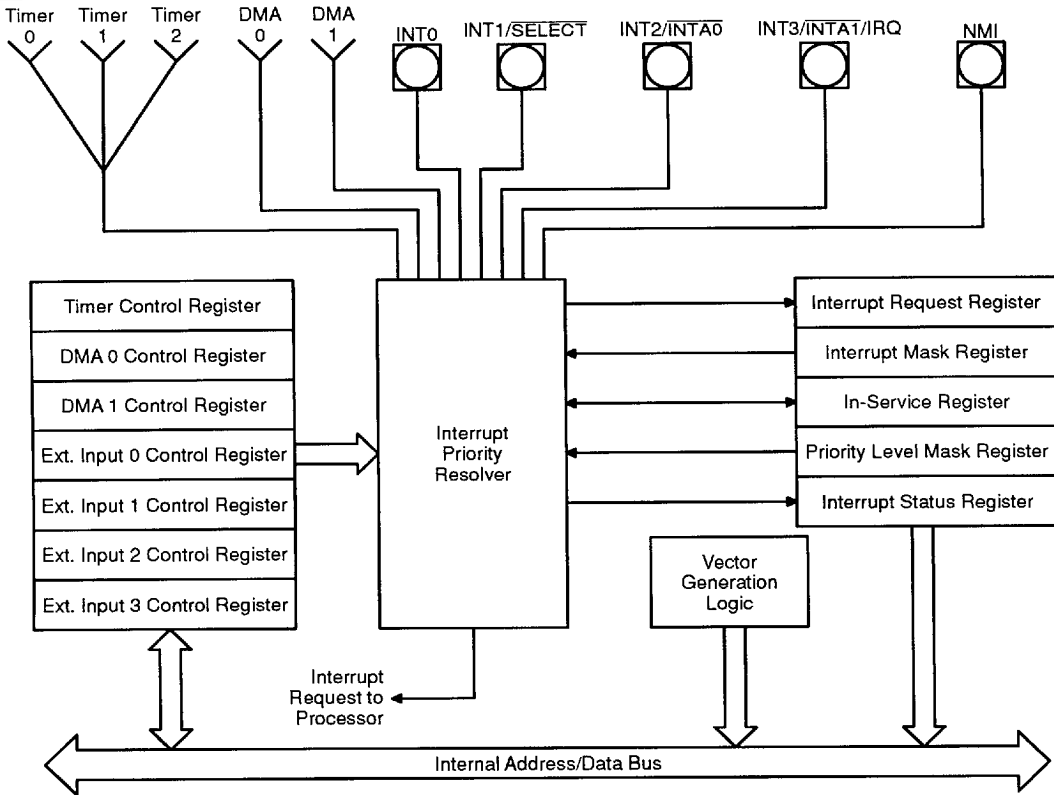 Timer 0
Timer 1
Timer 2
DMA 0
DMA 1
INT0
INT1/SELECT
INT2/INTA0
INT3/INTA1/IRQ
NMI
Timer Control Register
DMA 0 Control Register
DMA 1 Control Register
Ext. Input 0 Control Register
Ext. Input 1 Control Register
Ext. Input 2 Control Register
Ext. Input 3 Control Register
Interrupt
Priority
Resolver
Interrupt Request Register
Interrupt Mask Register
In-Service Register
Priority Level Mask Register
Interrupt Status Register
Vector
Generation
Logic
Interrupt
Request to
Processor
Internal Address/Data Bus